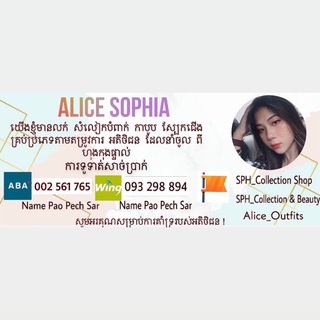 ALICE SOPHIA
យើងខ្ញុំមានលក់ សំលៀកបំពាក់ កាបូប ស្បែកជើង
គ្រប់ប្រភេទតាមតម្រូវការ អតិថិជន ដែលនាំចូល ពី
ហុងកុងផ្ទាល់
ការទូទាត់សាច់ប្រាក់
ABA 002 561 765 Wing 093 298 894
Name Pao Pech Sar Name Pao Pech Sar
SPH_Collection Shop
SPH_Collection & Beauty
Alice_Outfits
សូមអរគុណសម្រាប់ការគាំទ្ររបស់អតិថិជន !